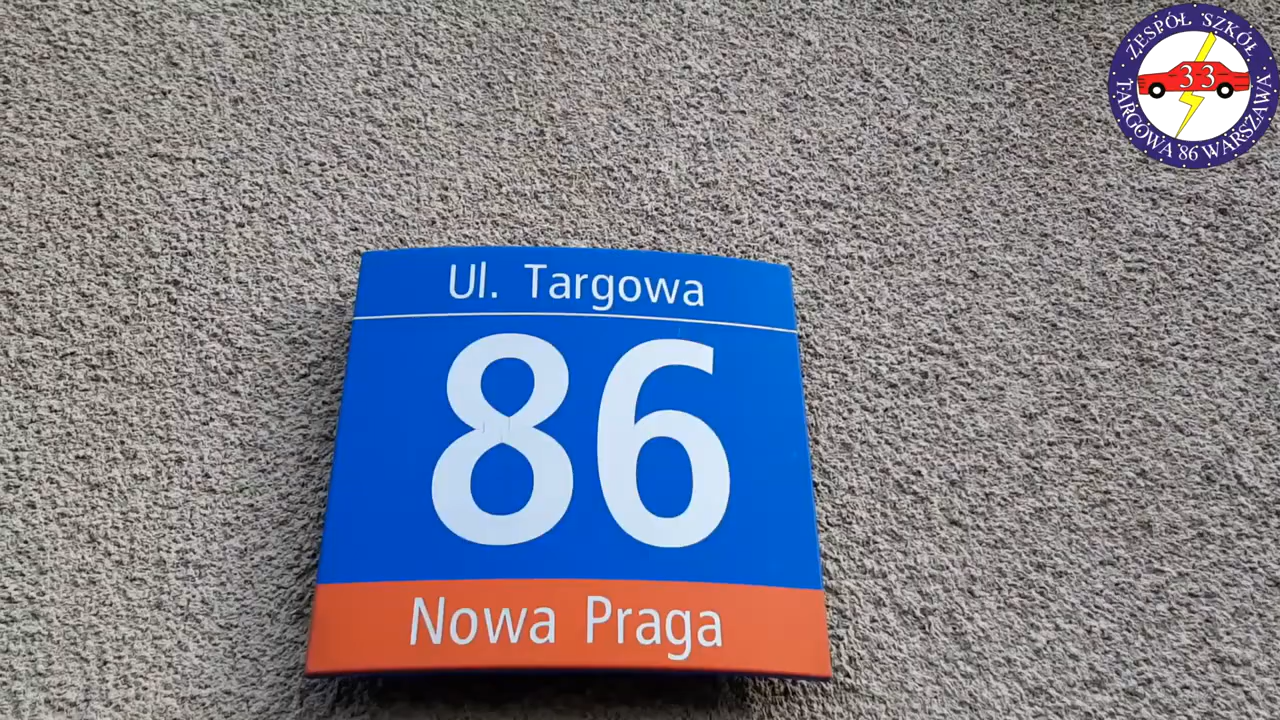 ZESPÓŁ SZKÓŁ
33
TARGOWA 86 WARSZAWA
Ul. Targowa
86
Nowa Praga